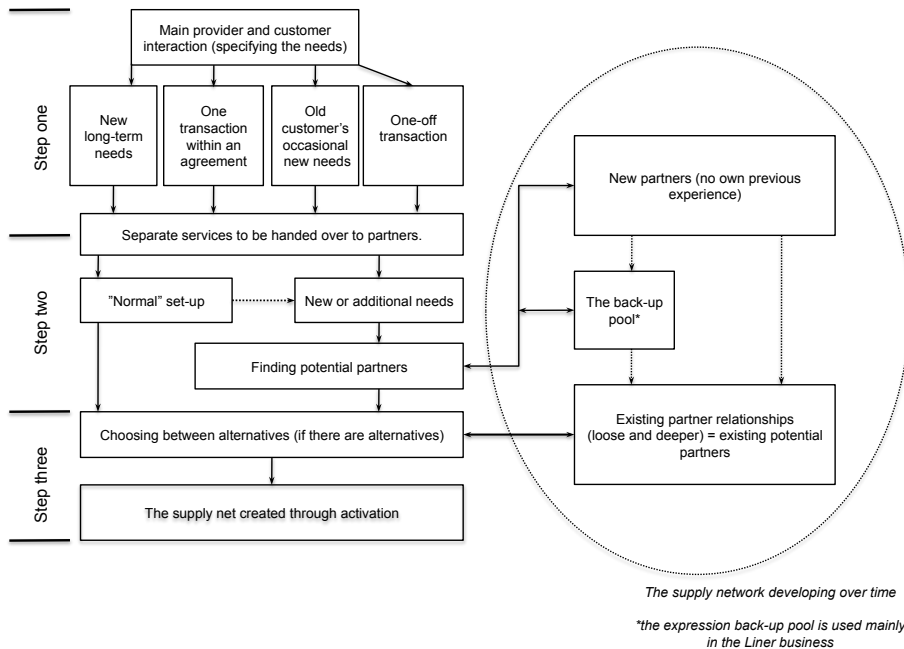 Step one
Main provider and customer
interaction (specifying the needs)
New
long-term
needs
One
transaction
within an
agreement
Old
customer’s
occasional
new needs
One-off
transaction
Separate services to be handed over to partners.
Step two
”Normal” set-up
New or additional needs
Finding potential partners
Step three
Choosing between alternatives (if there are alternatives)
The supply net created through activation
New partners (no own previous
experience)
The back-up
pool*
Existing partner relationships
(loose and deeper) = existing potential
partners
The supply network developing over time
*the expression back-up pool is used mainly
in the Liner business